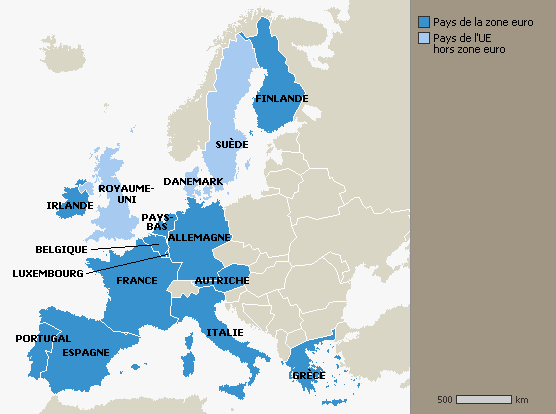 Pays de la zone euro
Pays de l'UE
hors zone euro
FINLANDE
SUÈDE
DANEMARK
ROYAUME-
UNI
IRLANDE
PAYS-
BAS
ALLEMAGNE
BELGIQUE
LUXEMBOURG
FRANCE
AUTRICHE
ITALIE
PORTUGAL
ESPAGNE
GRÈCE
500 km